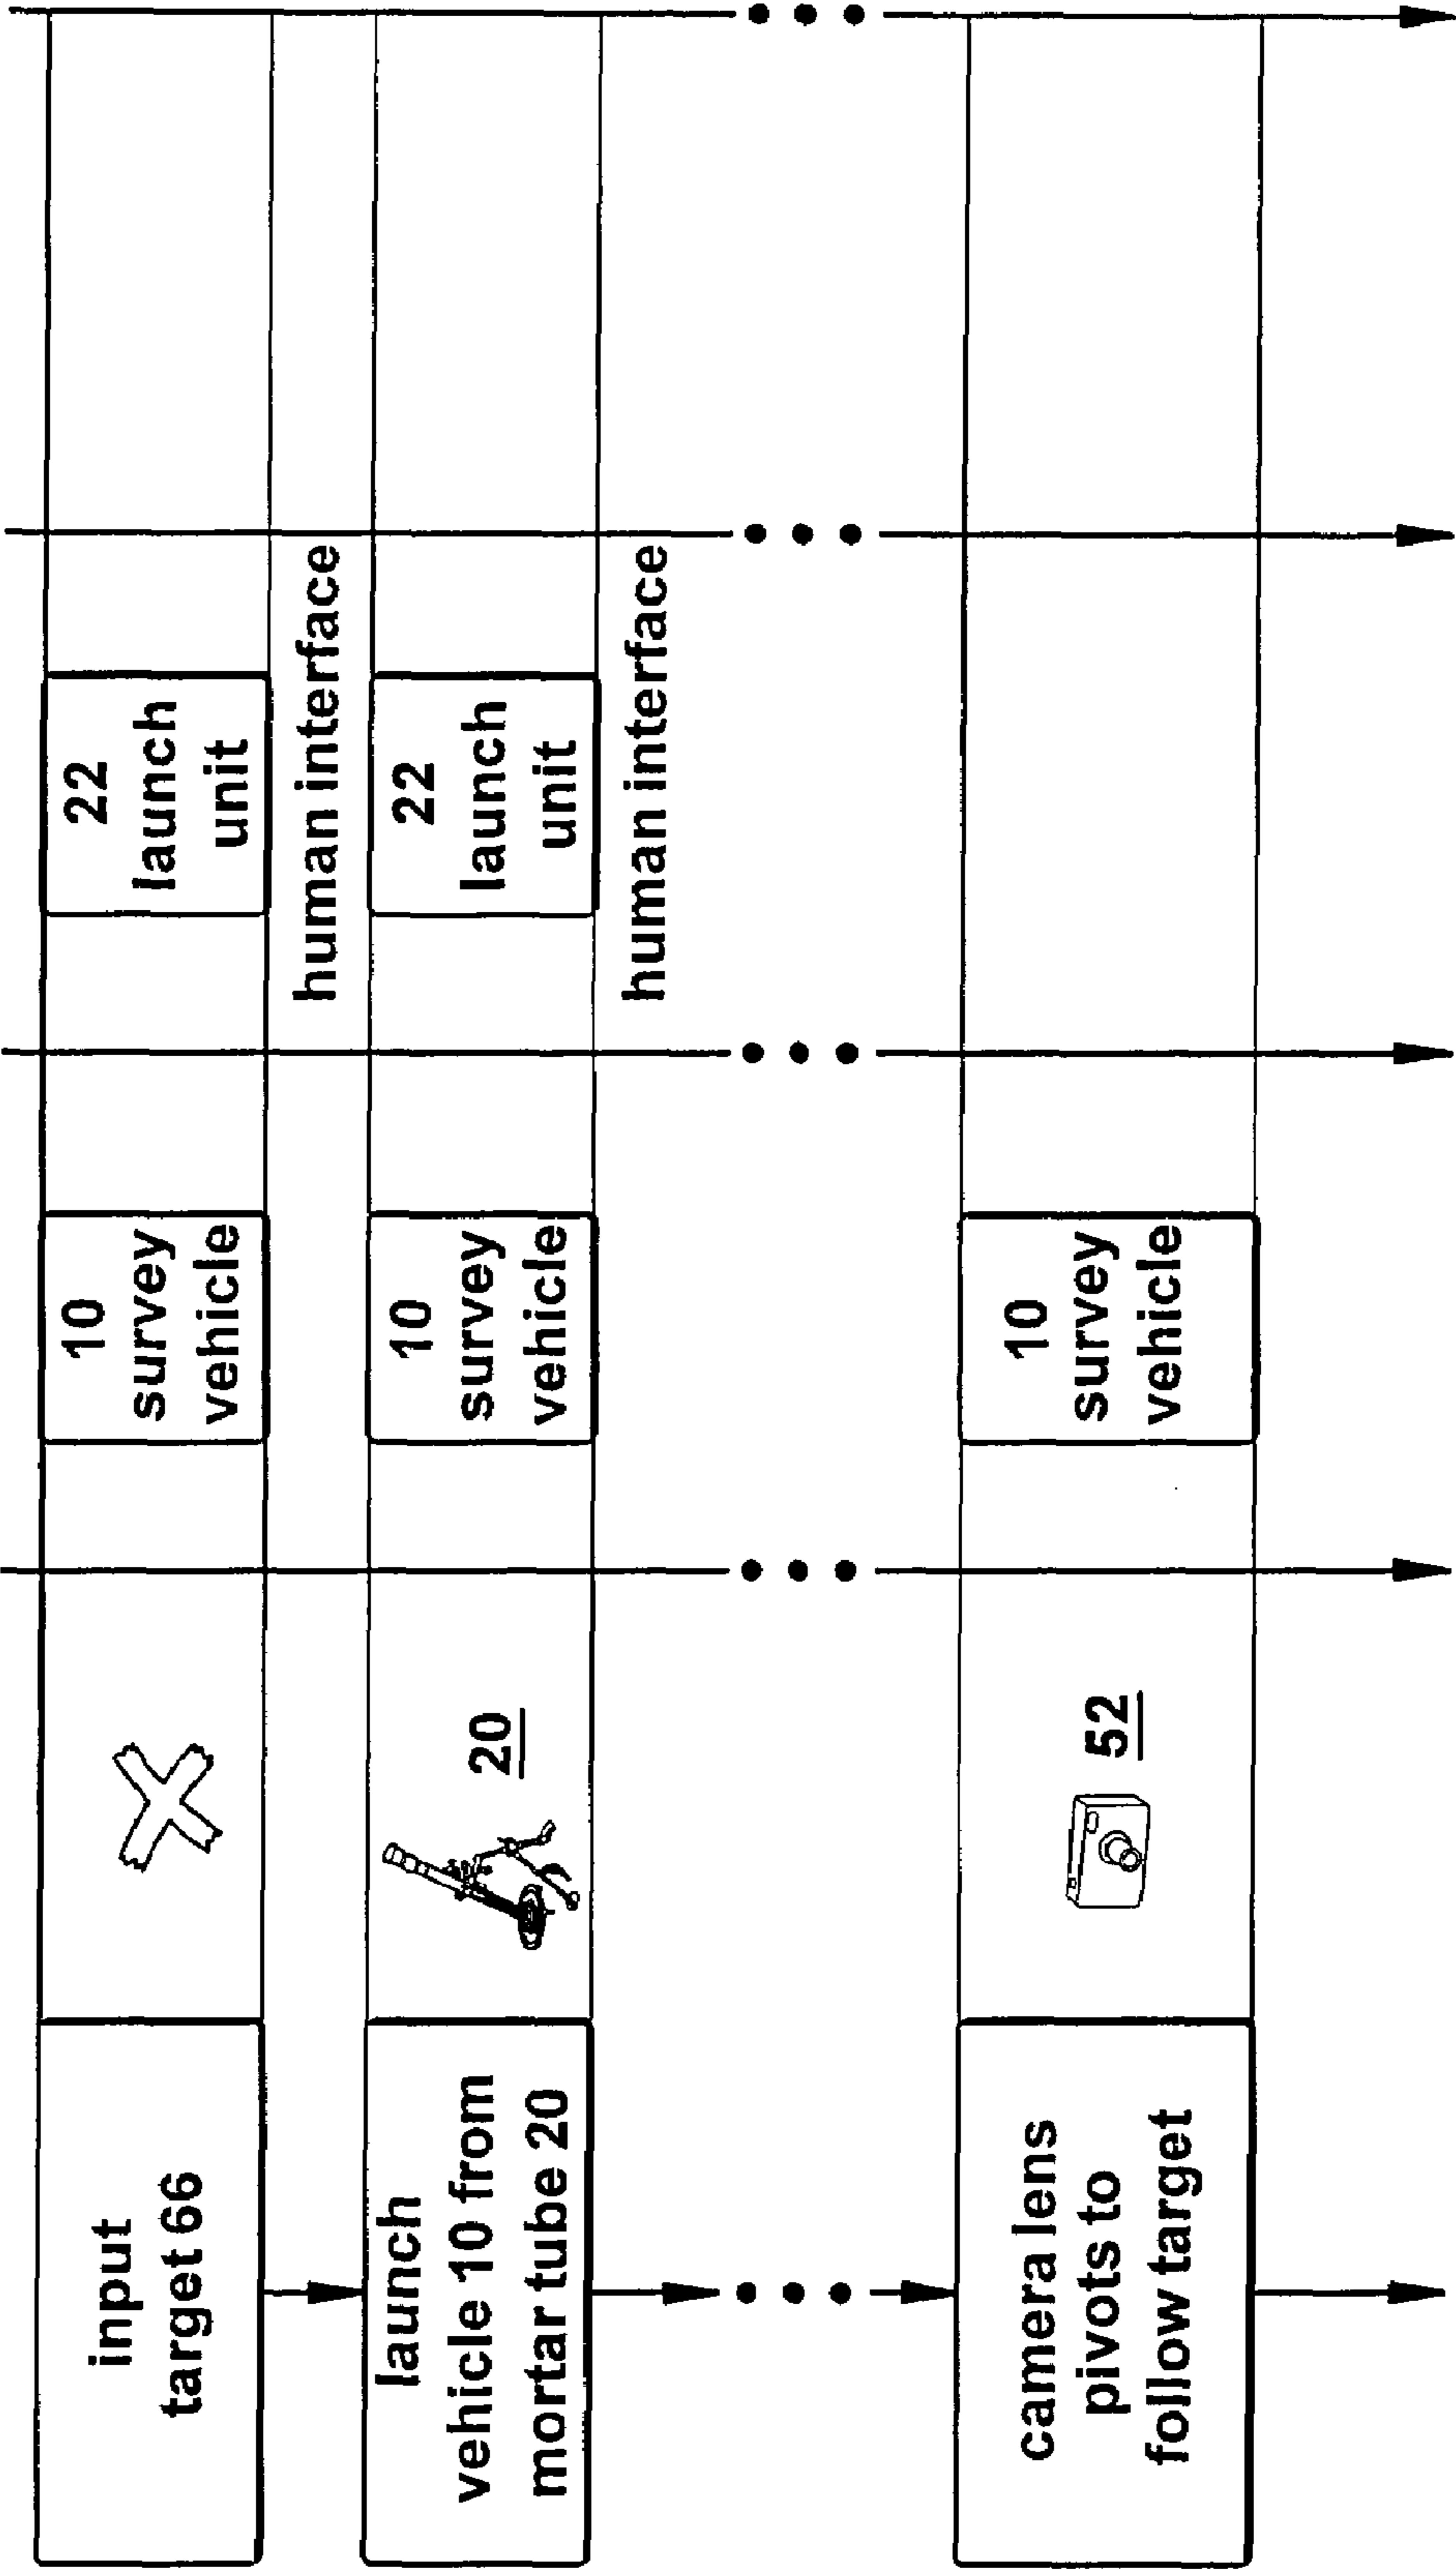 input
target 66
10
survey
vehicle
22
launch
unit
human interface
launch
vehicle 10 from
mortar tube 20
20
10
survey
vehicle
22
launch
unit
human interface
camera lens
pivots to
follow target
52
10
survey
vehicle